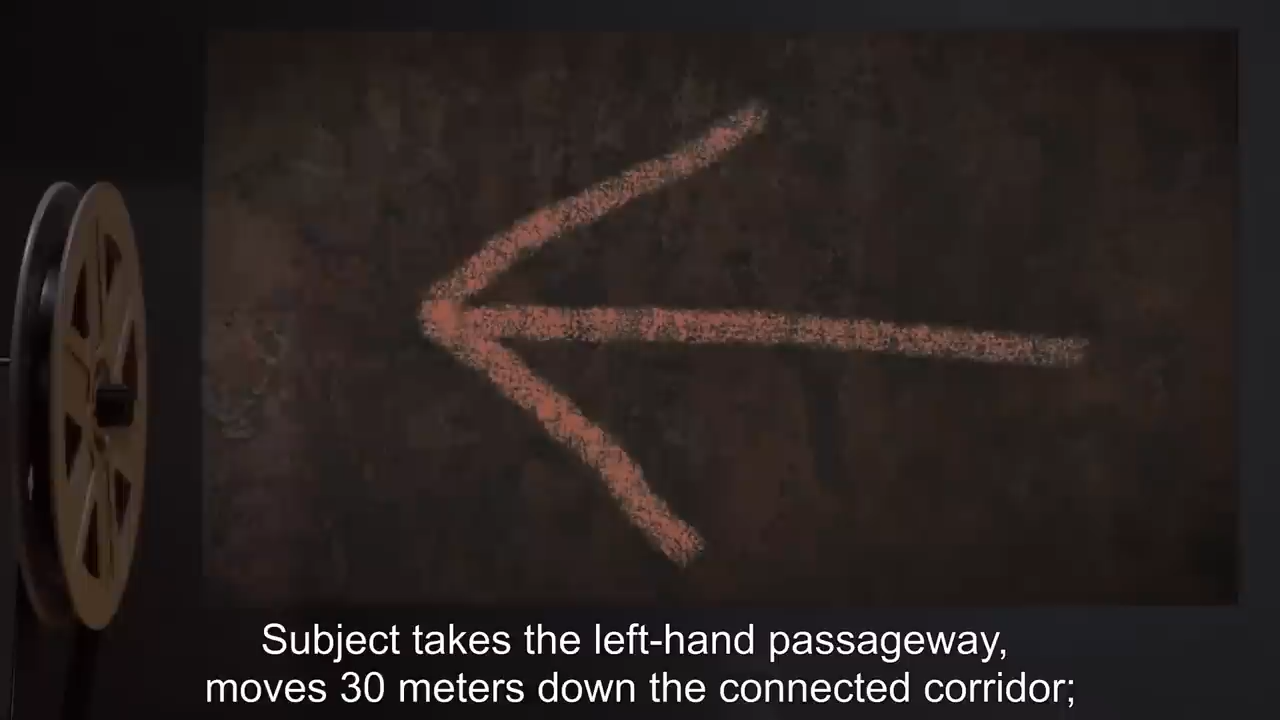 Subject takes the left-hand passageway,
moves 30 meters down the connected corridor;